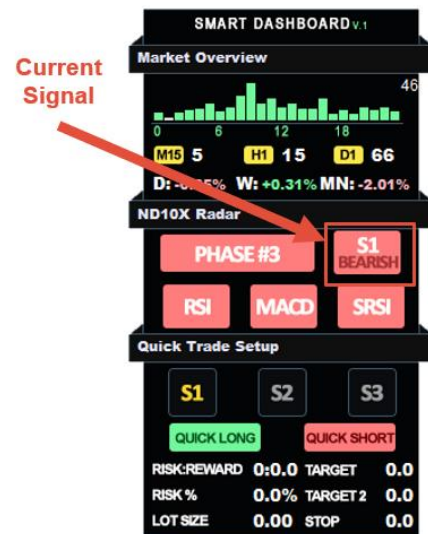 SMART DASHBOARD V.1
Market Overview
Current
Signal
46
0 6 12 18
M15 5 H1 15 D1 66
W: +0.31% MN: -2.01%
ND10X Radar
PHASE #3 S1
BEARISH
RSI MACD SRSI
Quick Trade Setup
S1 S2 S3
QUICK LONG QUICK SHORT
RISK:REWARD 0:0.0 TARGET 0.0
RISK % 0.0% TARGET 2 0.0
LOT SIZE 0.00 STOP 0.0